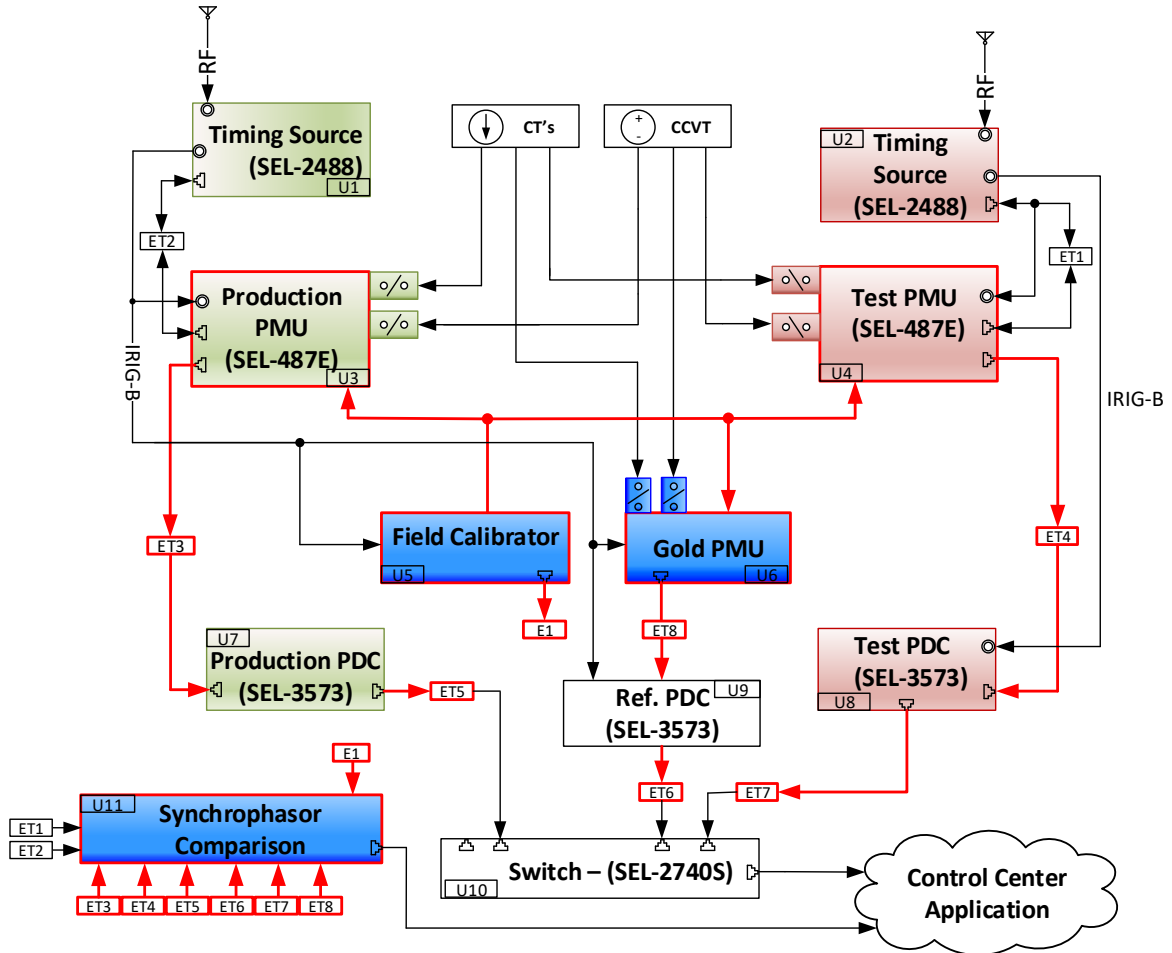 RF
RF
Timing Source
(SEL-2488)
U1
CT's
+
-
CCVT
U2
Timing
Source
(SEL-2488)
ET2
ET1
Production
PMU
(SEL-487E)
U3
Test PMU
(SEL-487E)
U4
IRIG-B
IRIG-B
Field Calibrator
U5
Gold PMU
U6
ET3
ET4
E1
ET8
U7
Production PDC
(SEL-3573)
ET5
U9
Ref. PDC
(SEL-3573)
Test PDC
(SEL-3573)
U8
E1
ET6
ET7
U11
Synchrophasor
Comparison
ET1
ET2
ET3
ET4
ET5
ET6
ET7
ET8
Switch – (SEL-2740S)
U10
Control Center
Application